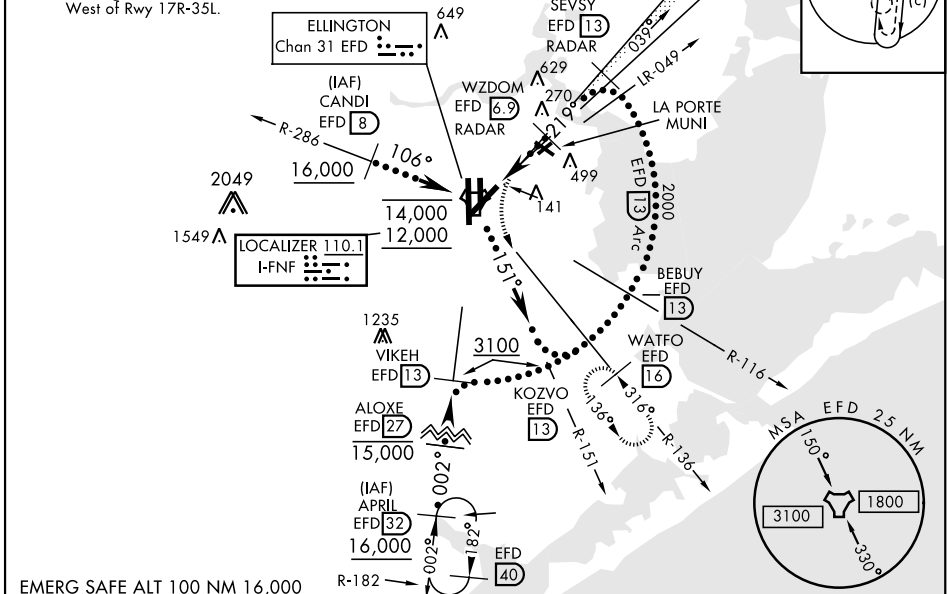 West of Rwy 17R-35L.
ELLINGTON
Chan 31 EFD
649
SEVSY
EFD 13
RADAR
039°
LR-049
(IAF)
CANDI
EFD 8
WZDOM
EFD 6.9
RADAR
629
270
219°
LA PORTE
MUNI
499
R-286
106°
16,000
2049
1549
14,000
12,000
141
EFD 13 Arc
2000
LOCALIZER 110.1
I-FNF
151°
BEBUY
EFD
13
R-116
1235
VIKEH
EFD 13
3100
WATFO
EFD
16
KOZVO
EFD
13
316°
136°
R-151
R-136
ALOXE
EFD 27
15,000
002°
(IAF)
APRIL
EFD 32
16,000
002°
182°
R-182
EFD
40
MSA EFD 25 NM
150°
3100
1800
330°
(C)
EMERG SAFE ALT 100 NM 16,000